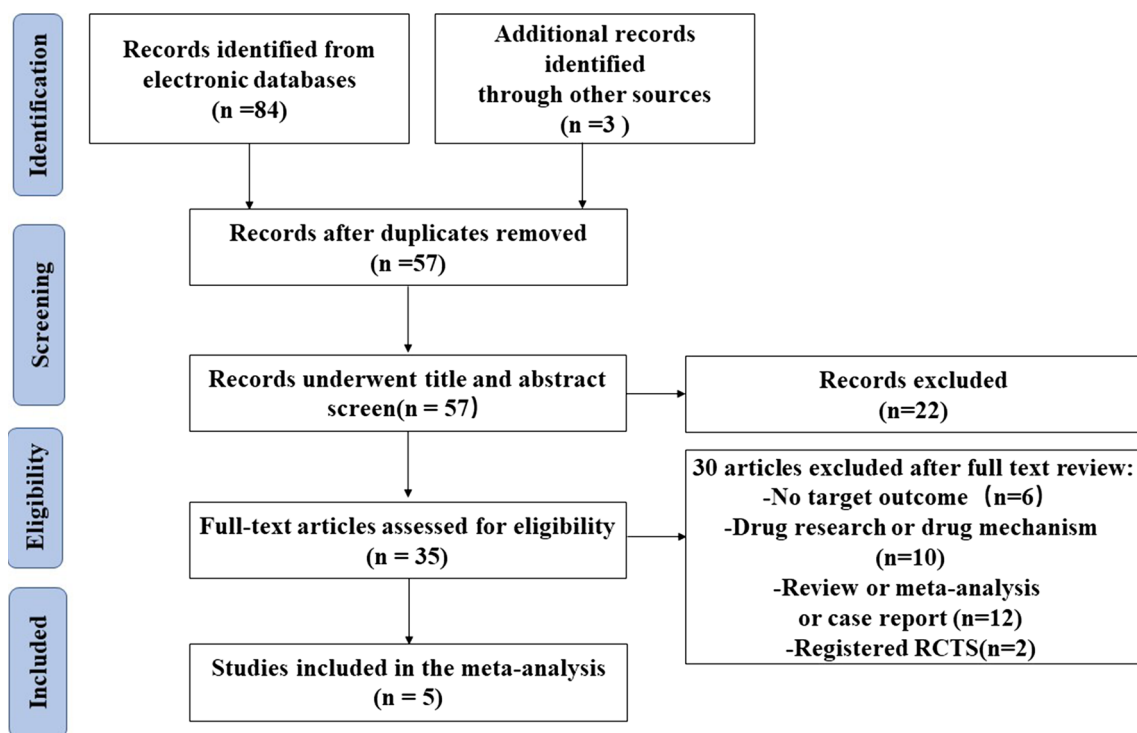 Identification
Records identified from
electronic databases
(n =84)
Additional records
identified
through other sources
(n =3 )
Screening
Records after duplicates removed
(n =57)
Records underwent title and abstract
screen(n = 57）
Records excluded
(n=22)
Eligibility
Full-text articles assessed for eligibility
(n = 35)
30 articles excluded after full text review:
-No target outcome（n=6）
-Drug research or drug mechanism
(n=10)
-Review or meta-analysis
or case report (n=12)
-Registered RCTS(n=2)
Included
Studies included in the meta-analysis
(n = 5)